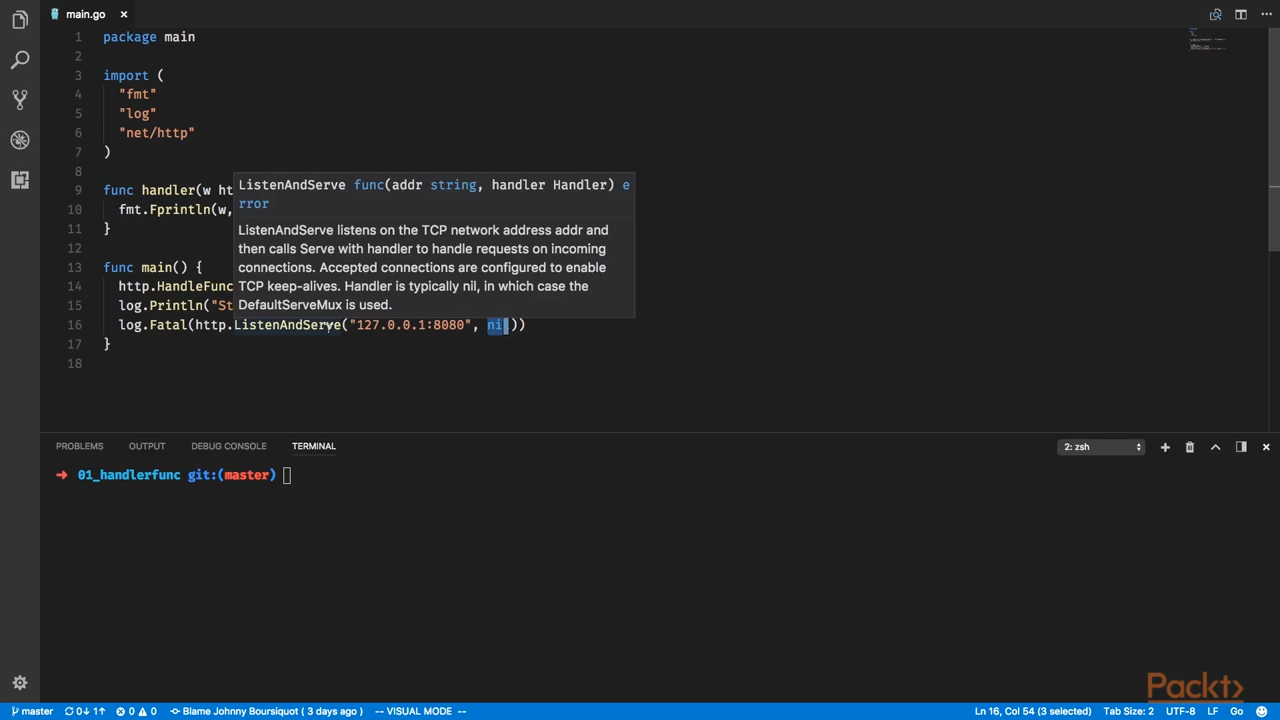 main.go
1 package main
2
3 import (
4 "fmt"
5 "log"
6 "net/http"
7 )
8
9 func handler(w ht
10 fmt.Fprintln(w,
11 }
12
13 func main() {
14 http.HandleFunc
15 log.Println("St
16 log.Fatal(http.ListenAndServe("127.0.0.1:8080", nil))
17 }
18
ListenAndServe func(addr string, handler Handler) e
rror
ListenAndServe listens on the TCP network address addr and
then calls Serve with handler to handle requests on incoming
connections. Accepted connections are configured to enable
TCP keep-alives. Handler is typically nil, in which case the
DefaultServeMux is used.
PROBLEMS OUTPUT DEBUG CONSOLE TERMINAL 2: zsh
➜ 01_handlerfunc git:(master)
Packt>
master 0↓ 1↑ 0 0 Blame Johnny Boursiquot ( 3 days ago ) -- VISUAL MODE -- Ln 16, Col 54 (3 selected) Tab Size: 2 UTF-8 LF Go